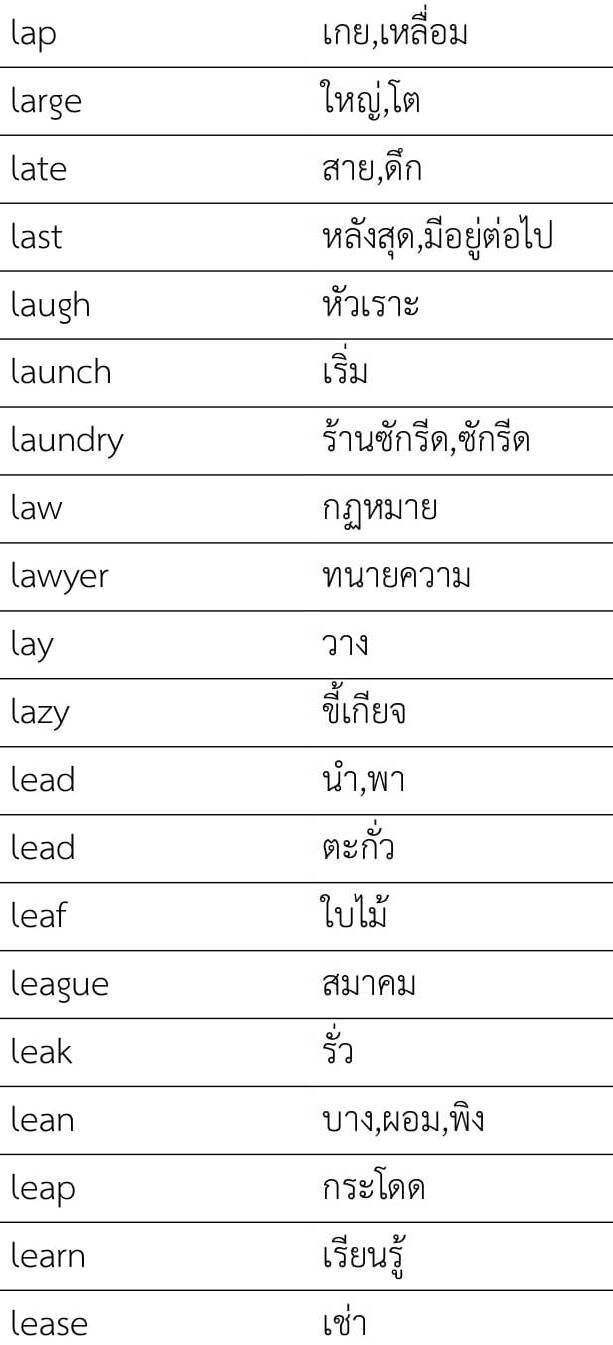 lap เกย,เหลื่อม
large ใหญ่,โต
late สาย,ดึก
last หลังสุด,มีอยู่ต่อไป
laugh หัวเราะ
launch เริ่ม
laundry ร้านซักรีด,ซักรีด
law กฏหมาย
lawyer ทนายความ
lay วาง
lazy ขี้เกียจ
lead นำ,พา
lead ตะกั่ว
leaf ใบไม้
league สมาคม
leak รั่ว
lean บาง,ผอม,พิง
leap กระโดด
learn เรียนรู้
lease เช่า